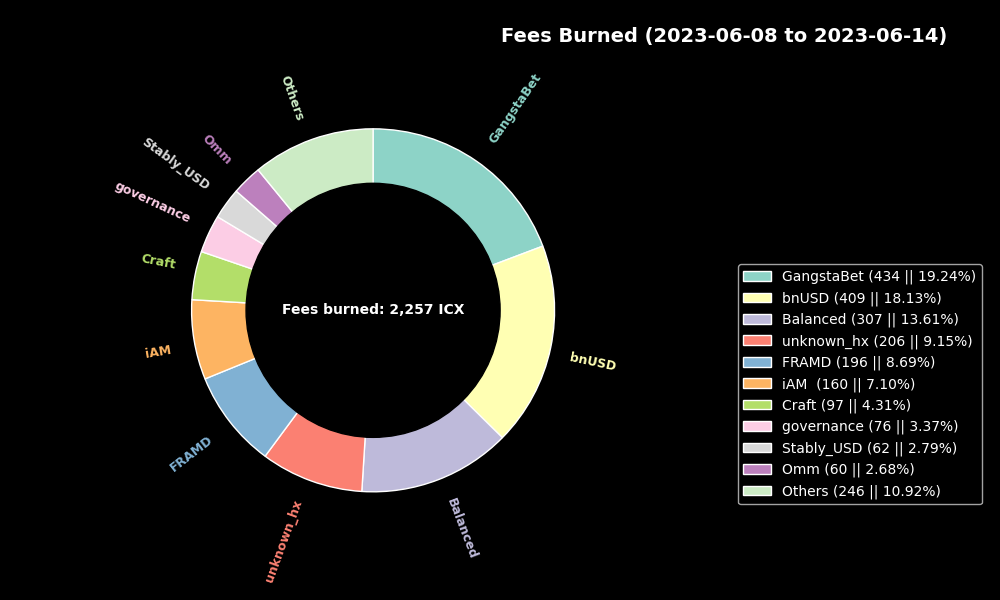 Fees Burned (2023-06-08 to 2023-06-14)
GangstaBet
Others
Omm
Stably_USD
governance
Craft
iAM
FRAMD
unknown_hx
Balanced
bnUSD
Fees burned: 2,257 ICX
GangstaBet (434 || 19.24%)
bnUSD (409 || 18.13%)
Balanced (307 || 13.61%)
unknown_hx (206 || 9.15%)
FRAMD (196 || 8.69%)
iAM  (160 || 7.10%)
Craft (97 || 4.31%)
governance (76 || 3.37%)
Stably_USD (62 || 2.79%)
Omm (60 || 2.68%)
Others (246 || 10.92%)